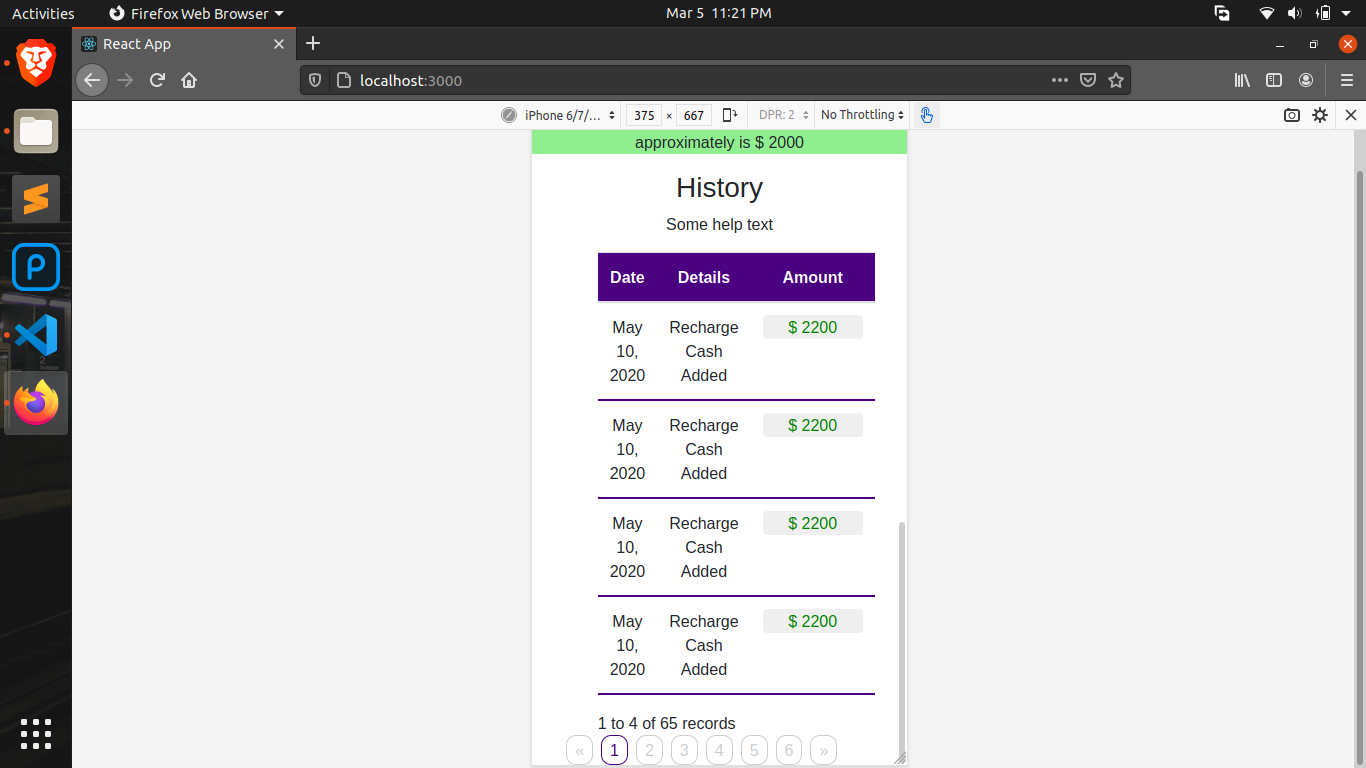 Activities Firefox Web Browser Mar 5 11:21 PM
React App
localhost:3000
iPhone 6/7/... 375 × 667 DPR: 2 No Throttling
approximately is $ 2000
History
Some help text
Date Details Amount
May Recharge $ 2200
10, Cash
2020 Added
May Recharge $ 2200
10, Cash
2020 Added
May Recharge $ 2200
10, Cash
2020 Added
May Recharge $ 2200
10, Cash
2020 Added
1 to 4 of 65 records
« 1 2 3 4 5 6 »